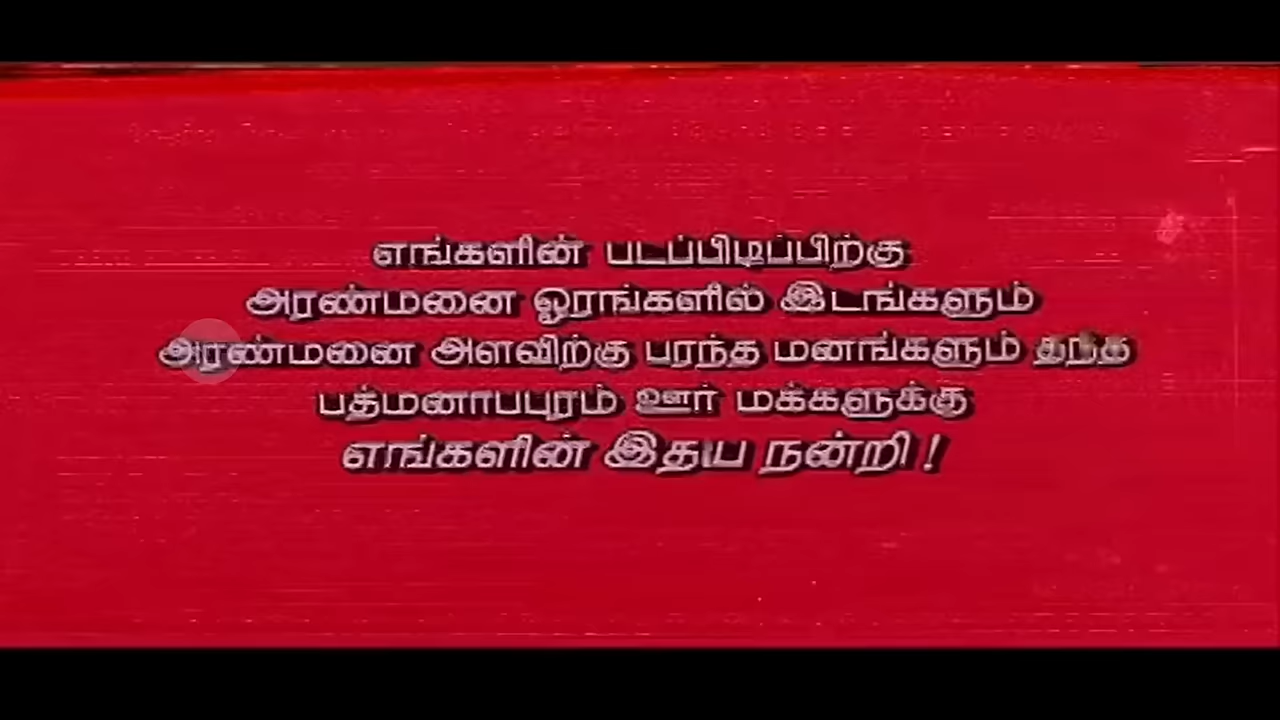 எங்களின் படப்பிடிப்பிற்கு
அரண்மனை ஓரங்களில் இடங்களும்
அரண்மனை அளவிற்கு பரந்த மனங்களும் தந்த
பத்மனாபபுரம் ஊர் மக்களுக்கு
எங்களின் இதய நன்றி !